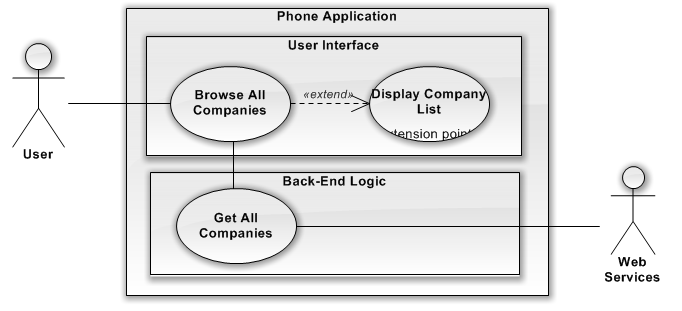 Phone Application
User Interface
Browse All
Companies
«extend»
Display Company
List
tension point
User
Back-End Logic
Get All
Companies
Web
Services